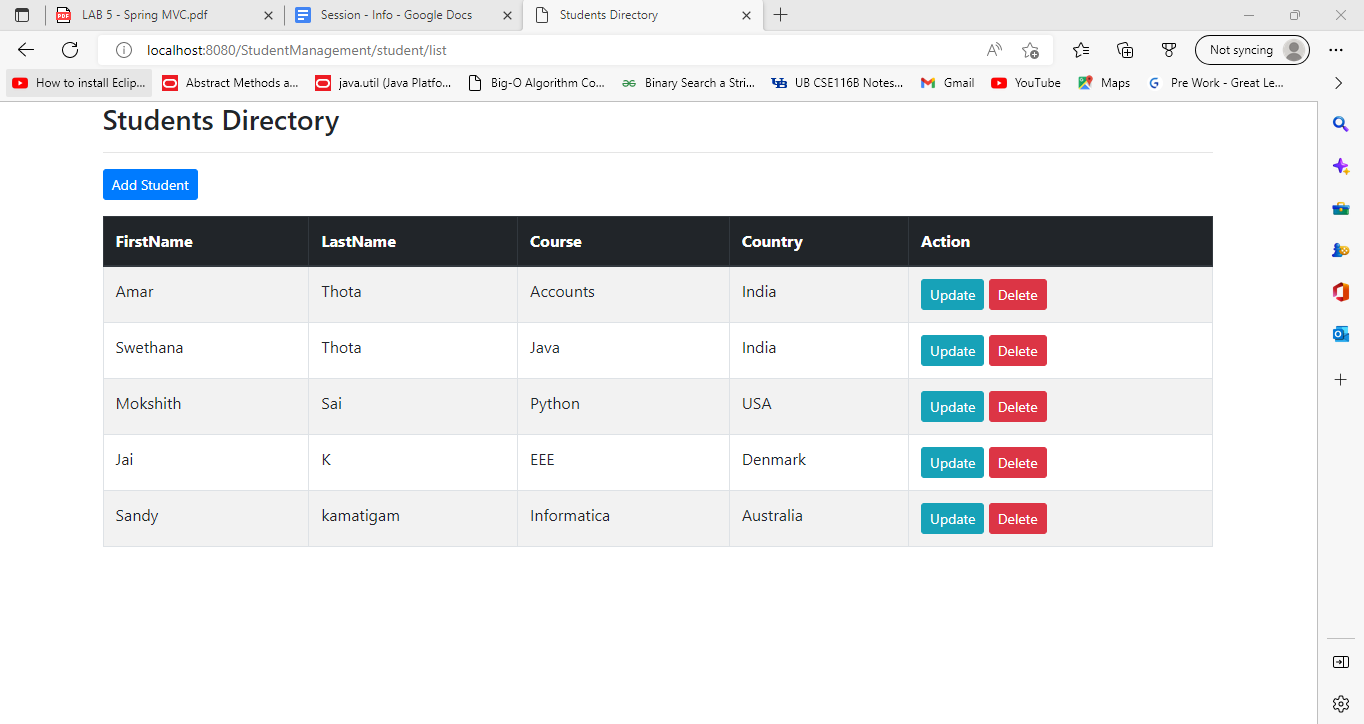 LAB 5 - Spring MVC.pdf Session - Info - Google Docs Students Directory
localhost:8080/StudentManagement/student/list Not syncing
How to install Eclip... Abstract Methods a... java.util (Java Platfo... Big-O Algorithm Co... Binary Search a Stri... UB CSE116B Notes... Gmail YouTube Maps Pre Work - Great Le...
Students Directory
Add Student
FirstName LastName Course Country Action
Amar Thota Accounts India Update Delete
Swethana Thota Java India Update Delete
Mokshith Sai Python USA Update Delete
Jai K EEE Denmark Update Delete
Sandy kamatigam Informatica Australia Update Delete